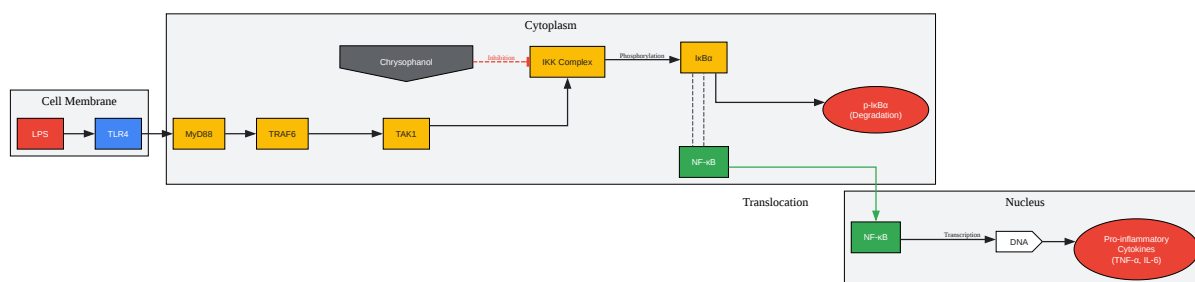 Cytoplasm
Chrysophanol
Inhibition
IKK Complex
Phosphorylation
IκBα
Cell Membrane
LPS
TLR4
MyD88
TRAF6
TAK1
p-IκBα
(Degradation)
NF-κB
Translocation
Nucleus
NF-κB
Transcription
DNA
Pro-inflammatory
Cytokines
(TNF-α, IL-6)